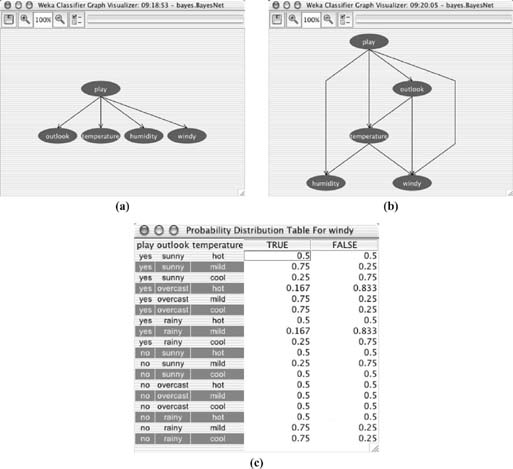 Weka Classifier Graph Visualizer: 09:18:53 - bayes.BayesNet
100%
play
outlook temperature humidity windy
(a)
Weka Classifier Graph Visualizer: 09:20:05 - bayes.BayesNet
100%
play
outlook
temperature
humidity windy
(b)
Probability Distribution Table For windy
play outlook temperature TRUE FALSE
yes sunny hot 0.5 0.5
yes sunny mild 0.75 0.25
yes sunny cool 0.25 0.75
yes overcast hot 0.167 0.833
yes overcast mild 0.75 0.25
yes overcast cool 0.75 0.25
yes rainy hot 0.5 0.5
yes rainy mild 0.167 0.833
yes rainy cool 0.25 0.75
no sunny hot 0.5 0.5
no sunny mild 0.25 0.75
no sunny cool 0.5 0.5
no overcast hot 0.5 0.5
no overcast mild 0.5 0.5
no overcast cool 0.5 0.5
no rainy hot 0.5 0.5
no rainy mild 0.75 0.25
no rainy cool 0.75 0.25
(c)